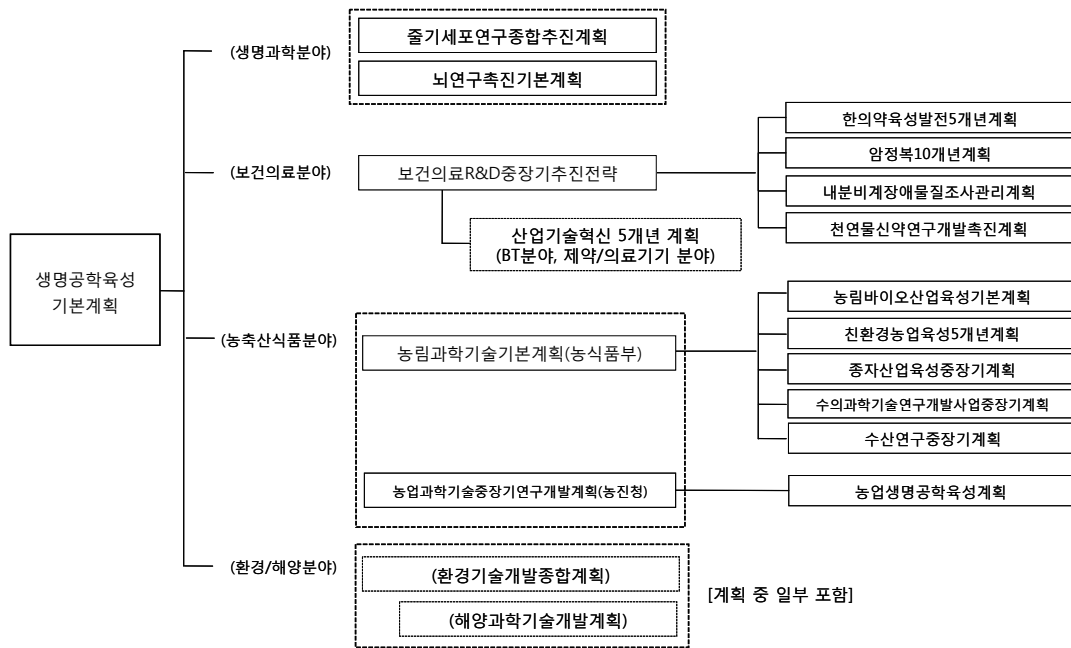 생명공학육성
기본계획
(생명과학분야)
줄기세포연구종합추진계획
뇌연구촉진기본계획
(보건의료분야)
보건의료R&D중장기추진전략
산업기술혁신 5개년 계획
(BT분야, 제약/의료기기 분야)
한의약육성발전5개년계획
암정복10개년계획
내분비계장애물질조사관리계획
천연물신약연구개발촉진계획
(농축산식품분야)
농림과학기술기본계획(농식품부)
농림바이오산업육성기본계획
친환경농업육성5개년계획
종자산업육성중장기계획
수의과학기술연구개발사업중장기계획
수산연구중장기계획
농업과학기술중장기연구개발계획(농진청)
농업생명공학육성계획
(환경/해양분야)
(환경기술개발종합계획)
(해양과학기술개발계획)
[계획 중 일부 포함]